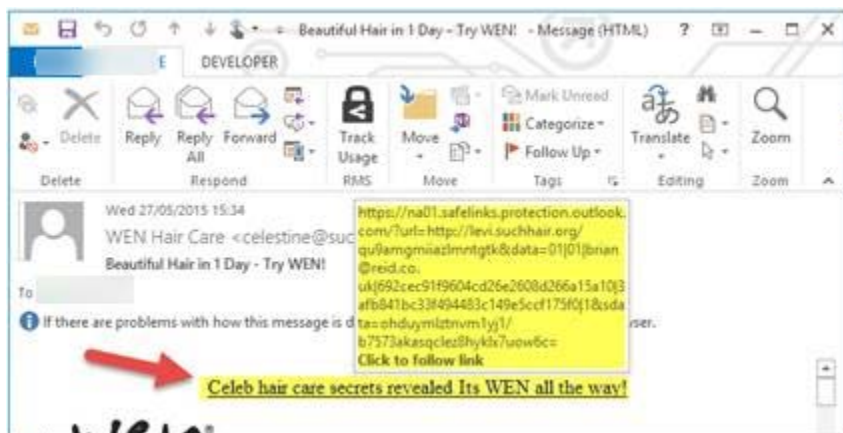 Beautiful Hair in 1 Day - Try WEN! - Message (HTML) ?
E DEVELOPER
Delete
Reply
Reply All
Forward
Track Usage
Move
Mark Unread
Categorize
Follow Up
Translate
Zoom
Delete
Respond
RMS
Move
Tags
Editing
Zoom
Wed 27/05/2015 15:34
WEN Hair Care <celestine@suc
Beautiful Hair in 1 Day - Try WEN!
To
If there are problems with how this message is d
ser.
https://na01.safelinks.protection.outlook.
com/?url=http://levi.suchhair.org/
qu9amgmiiazlmntgtk&data=01|01|brian
@reid.co.
uk|692cec91f9604cd26e2608d266a15a10|3
afb841bc33f494483c149e5ccf175f0|1&sda
ta=ohduymlztnvm1yj1/
b7573akasqclez8hyklx7uow6c=
Click to follow link
Celeb hair care secrets revealed Its WEN all the way!